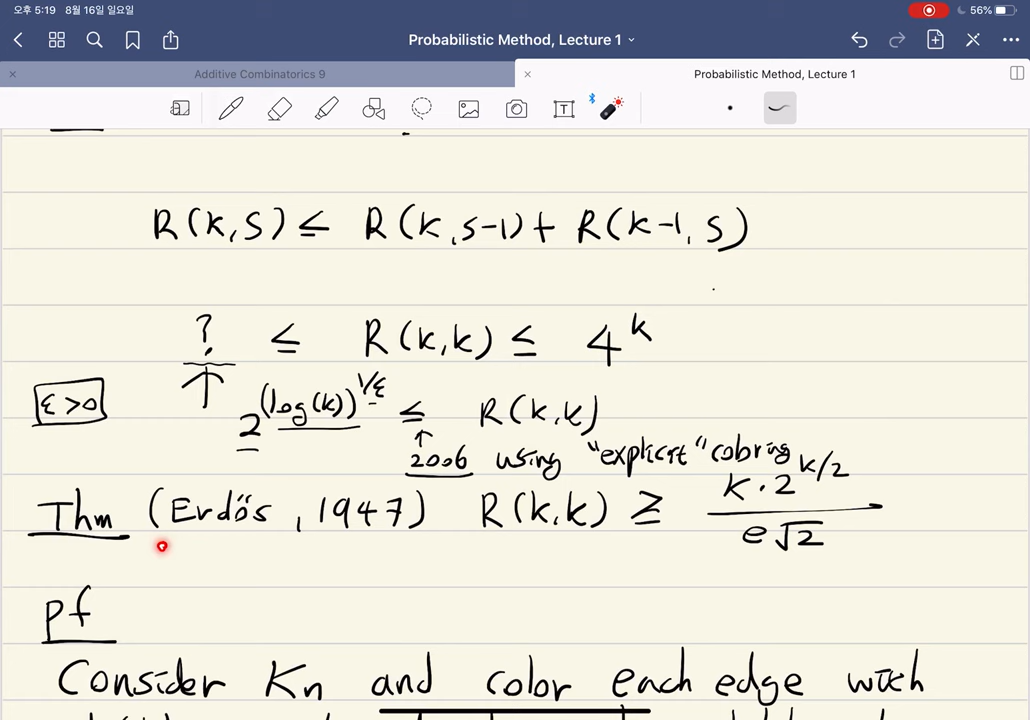 오후 5:19 8월 16일 일요일 56%
Probabilistic Method, Lecture 1
Additive Combinatorics 9 Probabilistic Method, Lecture 1
R(k,s) ≤ R(k,s-1) + R(k-1,s)
? ≤ R(k,k) ≤ 4^k
ε>0 2^(log(k))^1/ε ≤ R(k,k)
↑ 2006 using "explicit" coloring
Thm (Erdös, 1947) R(k,k) ≥ k·2^k/2 / e√2
pf
Consider Kn and color each edge with